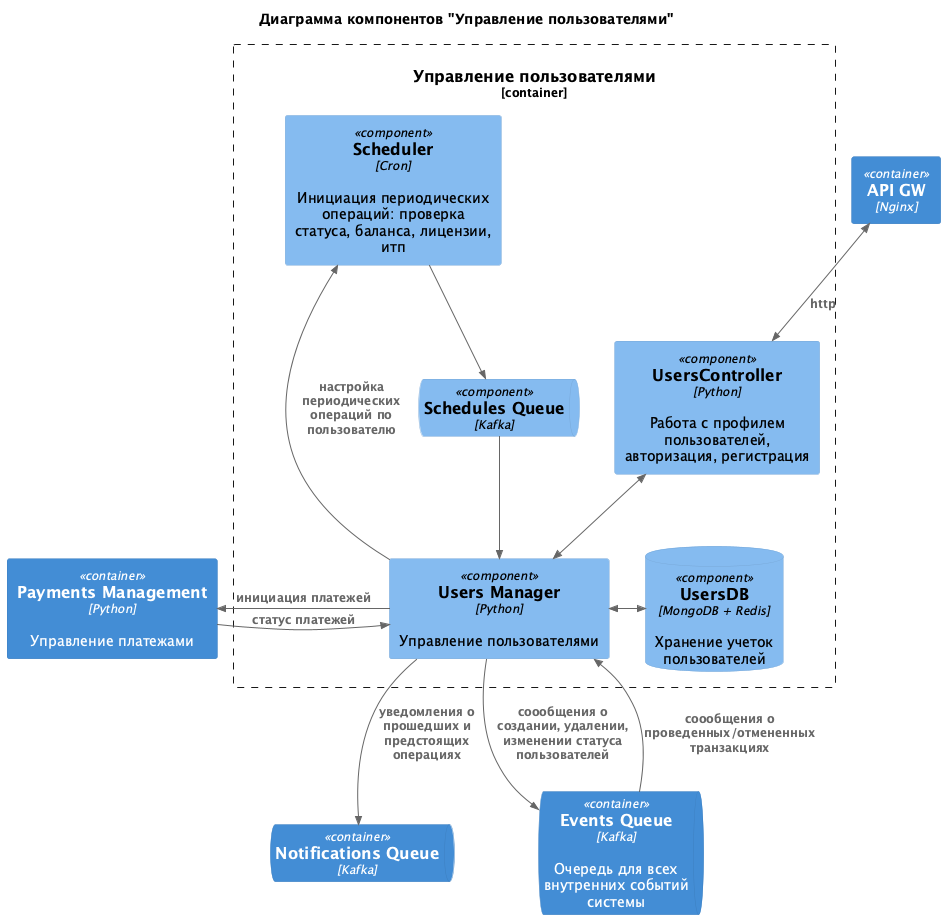 Диаграмма компонентов "Управление пользователями"
Управление пользователями
[container]
«component»
Scheduler
[Cron]
Инициация периодических
операций: проверка
статуса, баланса, лицензии,
итп
«container»
API GW
[Nginx]
http
«component»
UsersController
[Python]
Работа с профилем
пользователей,
авторизация, регистрация
настройка
периодических
операций по
пользователю
«component»
Schedules Queue
[Kafka]
«container»
Payments Management
[Python]
Управление платежами
инициация платежей
статус платежей
«component»
Users Manager
[Python]
Управление пользователями
«component»
UsersDB
[MongoDB + Redis]
Хранение учеток
пользователей
уведомления о
прошедших и
предстоящих
операциях
соообщения о
создании, удалении,
изменении статуса
пользователей
соообщения о
проведенных/отмененных
транзакциях
«container»
Notifications Queue
[Kafka]
«container»
Events Queue
[Kafka]
Очередь для всех
внутренних событий
системы